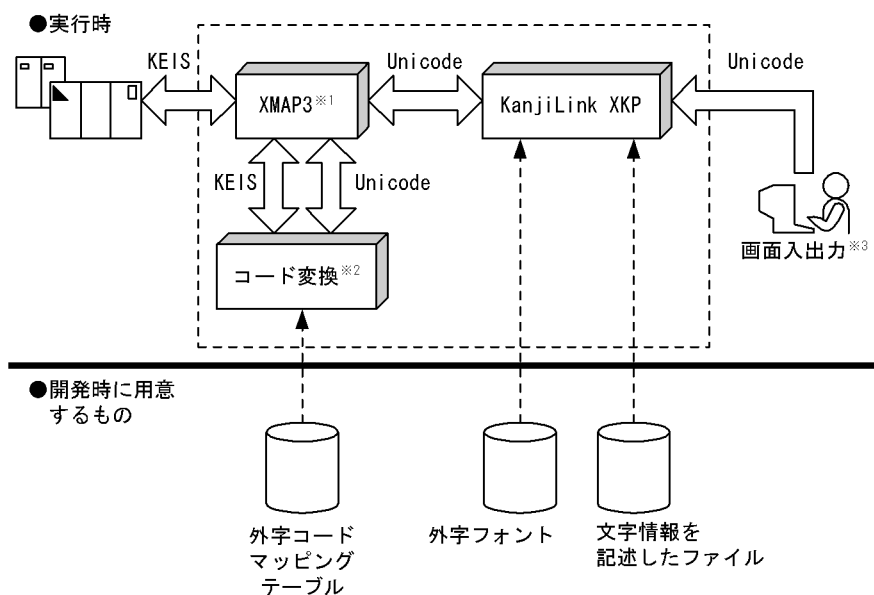 ●実行時
KEIS
Unicode
Unicode
XMAP3※1
KanjiLink XKP
KEIS
Unicode
コード変換※2
画面入出力※3
●開発時に用意
するもの
外字コード
マッピング
テーブル
外字フォント
文字情報を
記述したファイル